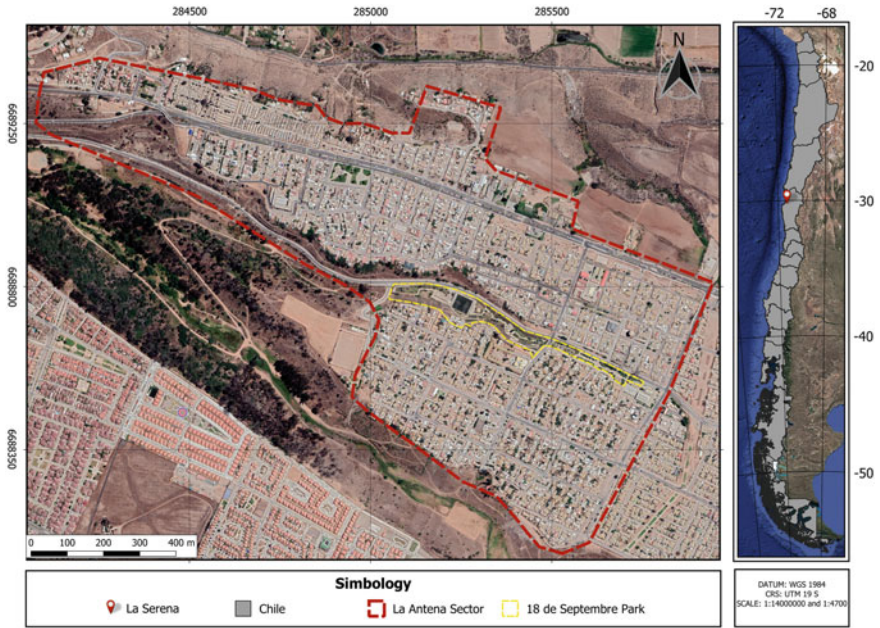 284500 285000 285500
-72 -68
N
-20
6689250
-30
6688800
-40
6688350
-50
0 100 200 300 400 m
Simbology
La Serena Chile La Antena Sector 18 de Septembre Park
DATUM: WGS 1984
CRS: UTM 19 S
SCALE: 1:14000000 and 1:4700